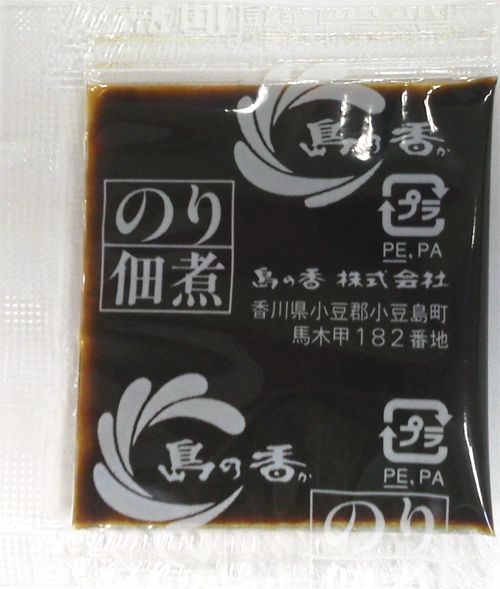 島の香
か
プラ
PE, PA
のり
佃煮
島の香 株式会社
香川県小豆郡小豆島町
馬木甲182番地
島の香
か
プラ
PE, PA
のり